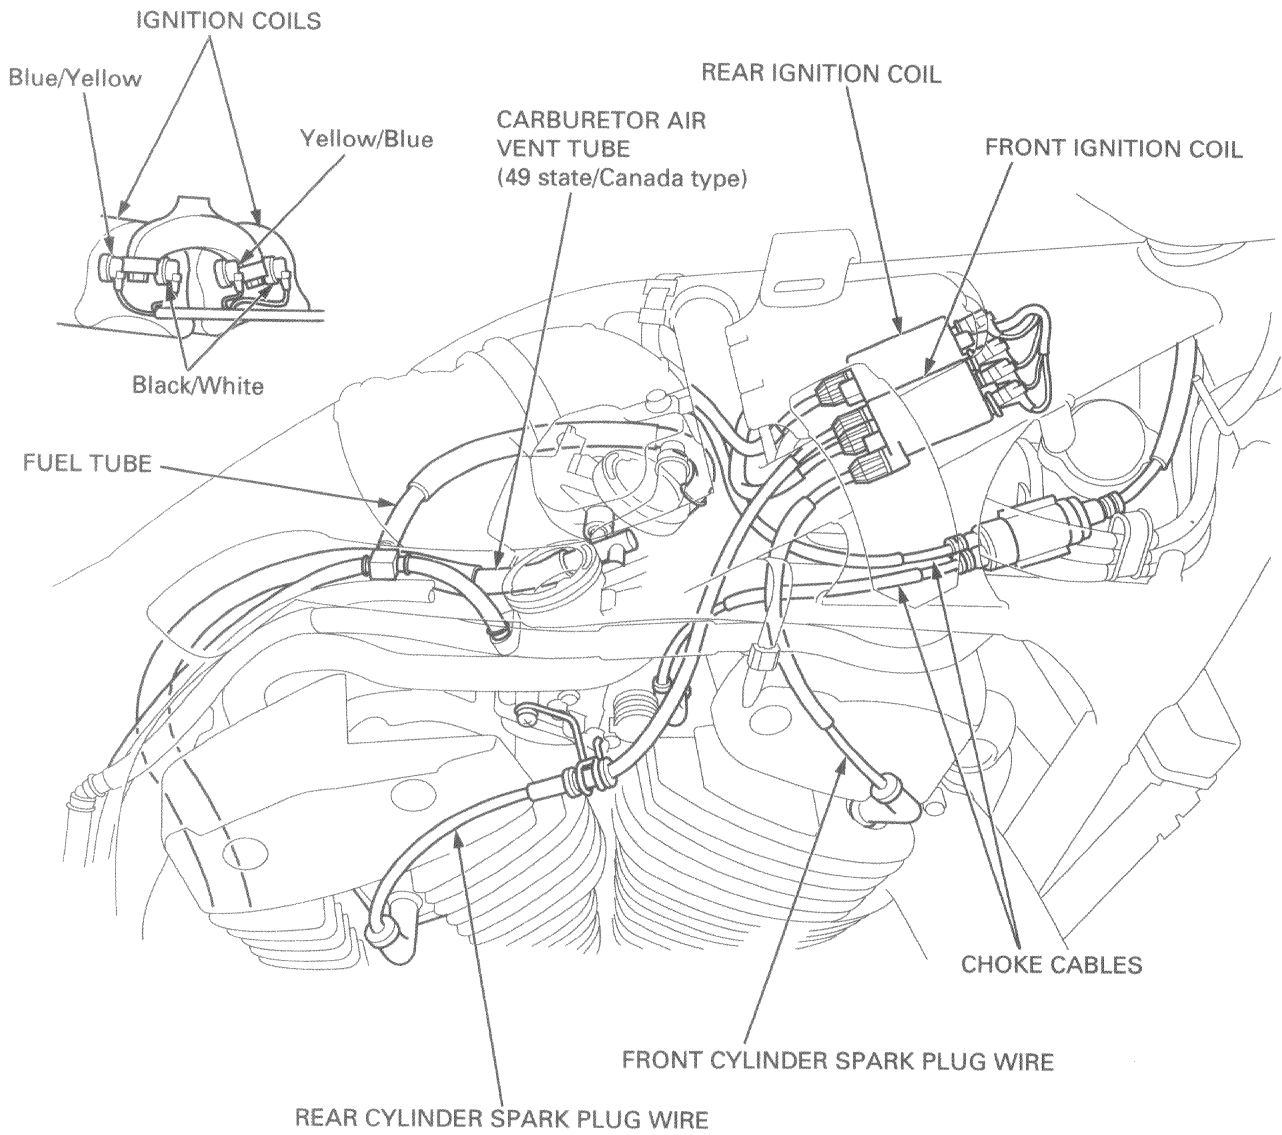 IGNITION COILS
Blue/Yellow
Yellow/Blue
Black/White
CARBURETOR AIR
VENT TUBE
(49 state/Canada type)
REAR IGNITION COIL
FRONT IGNITION COIL
FUEL TUBE
CHOKE CABLES
FRONT CYLINDER SPARK PLUG WIRE
REAR CYLINDER SPARK PLUG WIRE